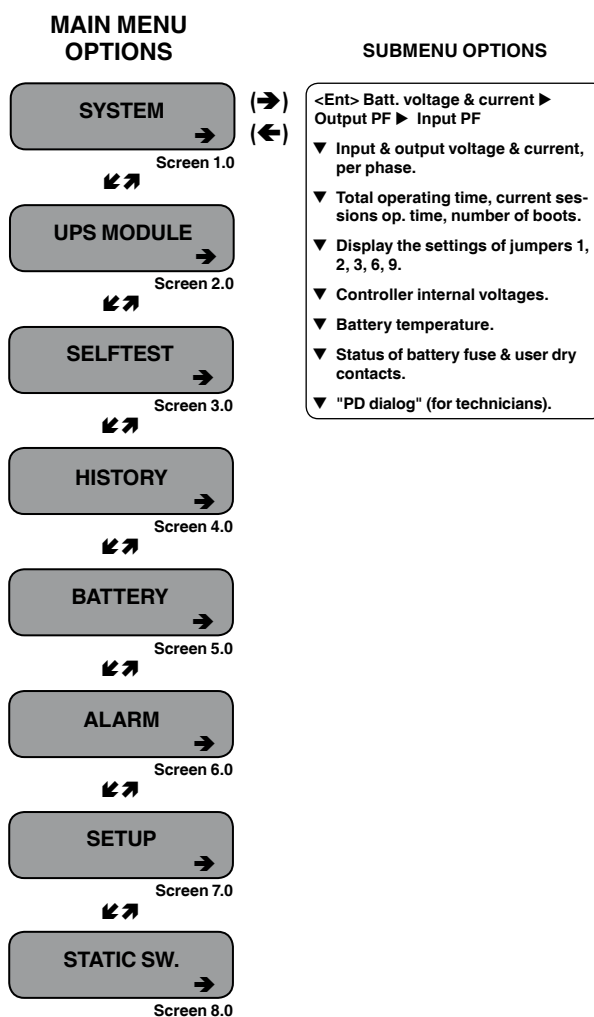 MAIN MENU
OPTIONS
SUBMENU OPTIONS
SYSTEM
Screen 1.0
UPS MODULE
Screen 2.0
SELFTEST
Screen 3.0
HISTORY
Screen 4.0
BATTERY
Screen 5.0
ALARM
Screen 6.0
SETUP
Screen 7.0
STATIC SW.
Screen 8.0
<Ent> Batt. voltage & current ▶
Output PF ▶ Input PF
▼ Input & output voltage & current,
per phase.
▼ Total operating time, current ses-
sions op. time, number of boots.
▼ Display the settings of jumpers 1,
2, 3, 6, 9.
▼ Controller internal voltages.
▼ Battery temperature.
▼ Status of battery fuse & user dry
contacts.
▼ "PD dialog" (for technicians).